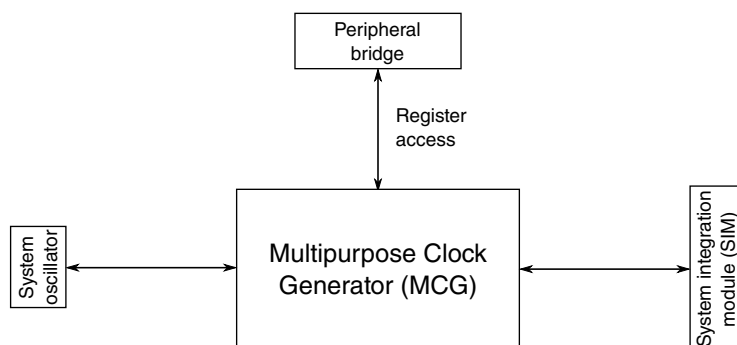 Peripheral
bridge
Register
access
System
oscillator
Multipurpose Clock
Generator (MCG)
System integration
module (SIM)